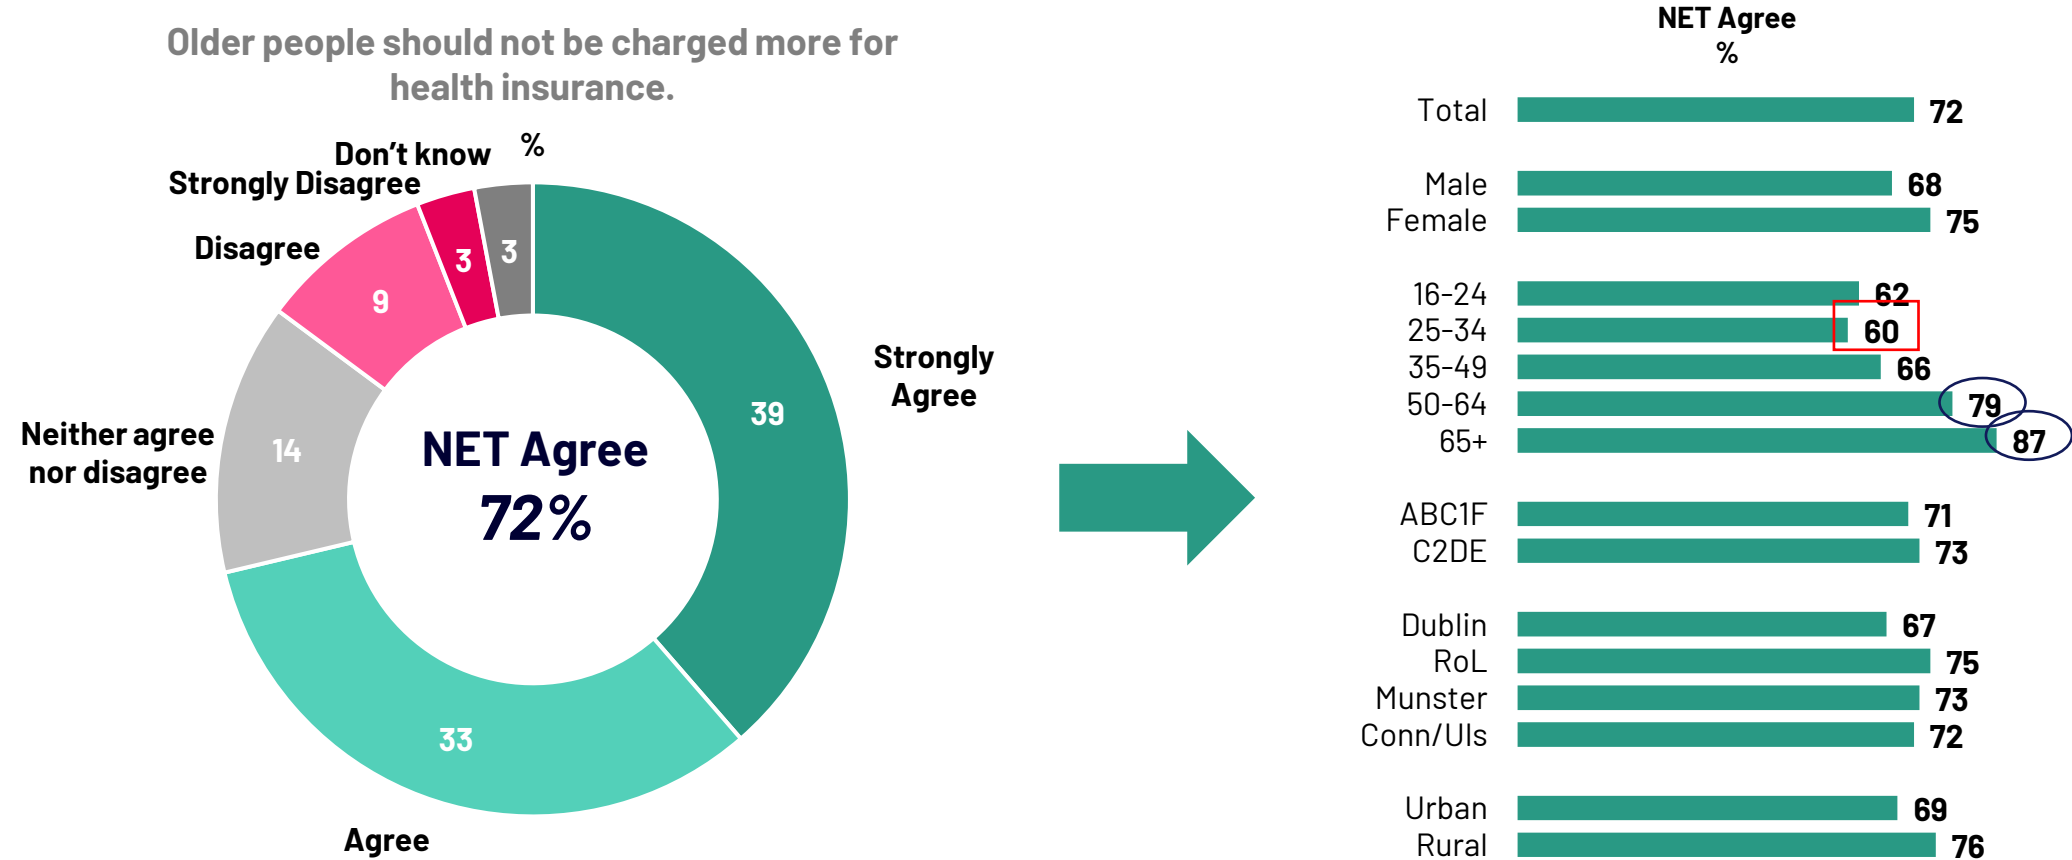 Older people should not be charged more for
health insurance.
%
Don't know
Strongly Disagree
Disagree
Neither agree
nor disagree
Agree
Strongly
Agree
3
3
9
14
33
39
NET Agree
72%
NET Agree
%
Total 72
Male 68
Female 75
16-24 62
25-34 60
35-49 66
50-64 79
65+ 87
ABC1F 71
C2DE 73
Dublin 67
RoL 75
Munster 73
Conn/Uls 72
Urban 69
Rural 76